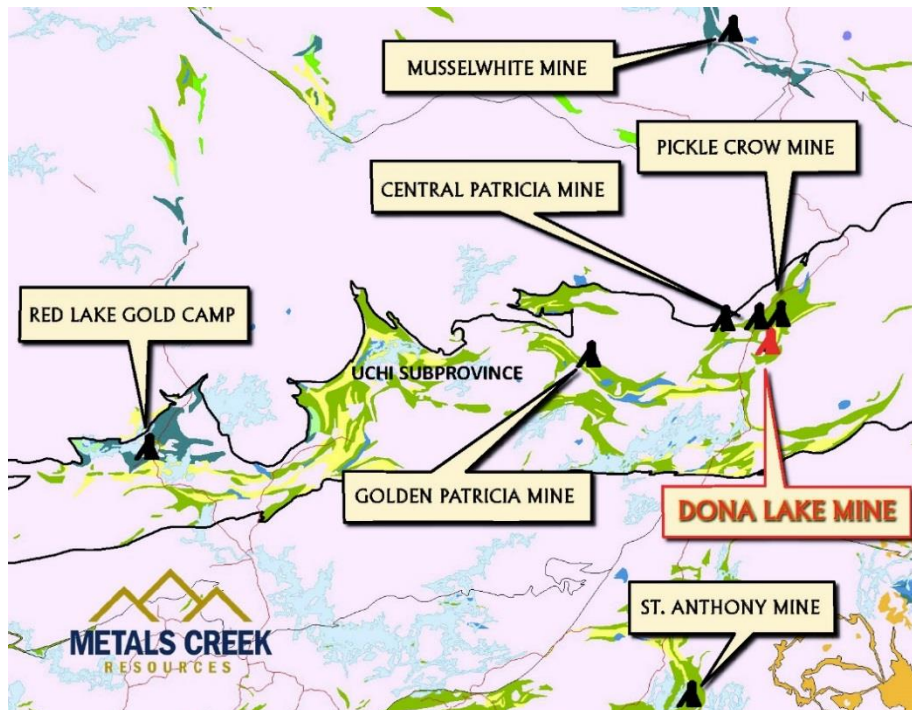 MUSSELWHITE MINE
PICKLE CROW MINE
CENTRAL PATRICIA MINE
RED LAKE GOLD CAMP
UCHI SUBPROVINCE
GOLDEN PATRICIA MINE
DONA LAKE MINE
ST. ANTHONY MINE
METALS CREEK
RESOURCES